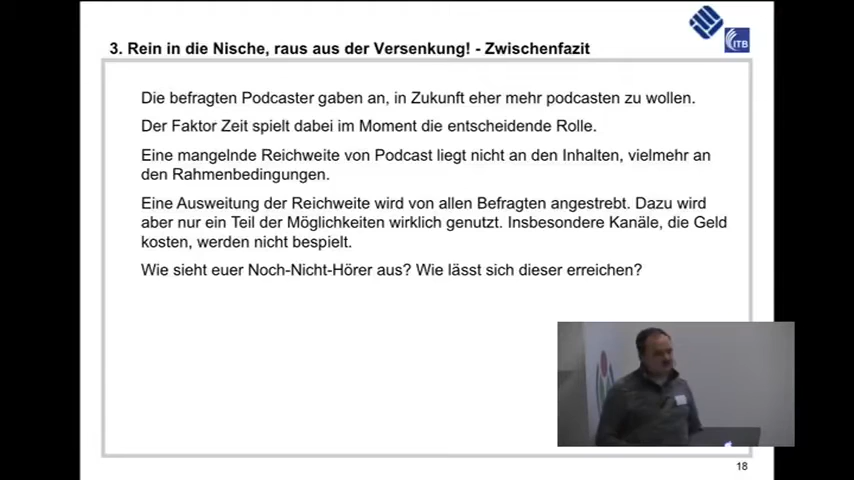 3. Rein in die Nische, raus aus der Versenkung! - Zwischenfazit
ITB
Die befragten Podcaster gaben an, in Zukunft eher mehr podcasten zu wollen.
Der Faktor Zeit spielt dabei im Moment die entscheidende Rolle.
Eine mangelnde Reichweite von Podcast liegt nicht an den Inhalten, vielmehr an
den Rahmenbedingungen.
Eine Ausweitung der Reichweite wird von allen Befragten angestrebt. Dazu wird
aber nur ein Teil der Möglichkeiten wirklich genutzt. Insbesondere Kanäle, die Geld
kosten, werden nicht bespielt.
Wie sieht euer Noch-Nicht-Hörer aus? Wie lässt sich dieser erreichen?
18